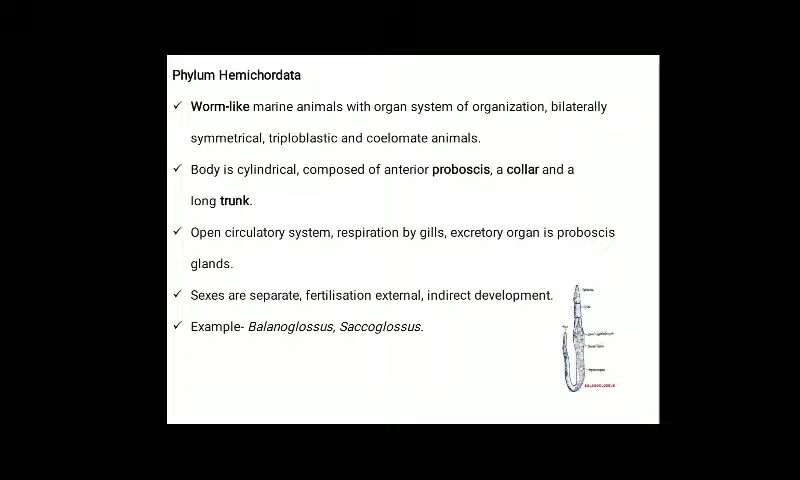 Phylum Hemichordata
✓ Worm-like marine animals with organ system of organization, bilaterally
symmetrical, triploblastic and coelomate animals.
✓ Body is cylindrical, composed of anterior proboscis, a collar and a
long trunk.
✓ Open circulatory system, respiration by gills, excretory organ is proboscis
glands.
✓ Sexes are separate, fertilisation external, indirect development.
✓ Example- Balanoglossus, Saccoglossus.
BALANOGLOSSUS